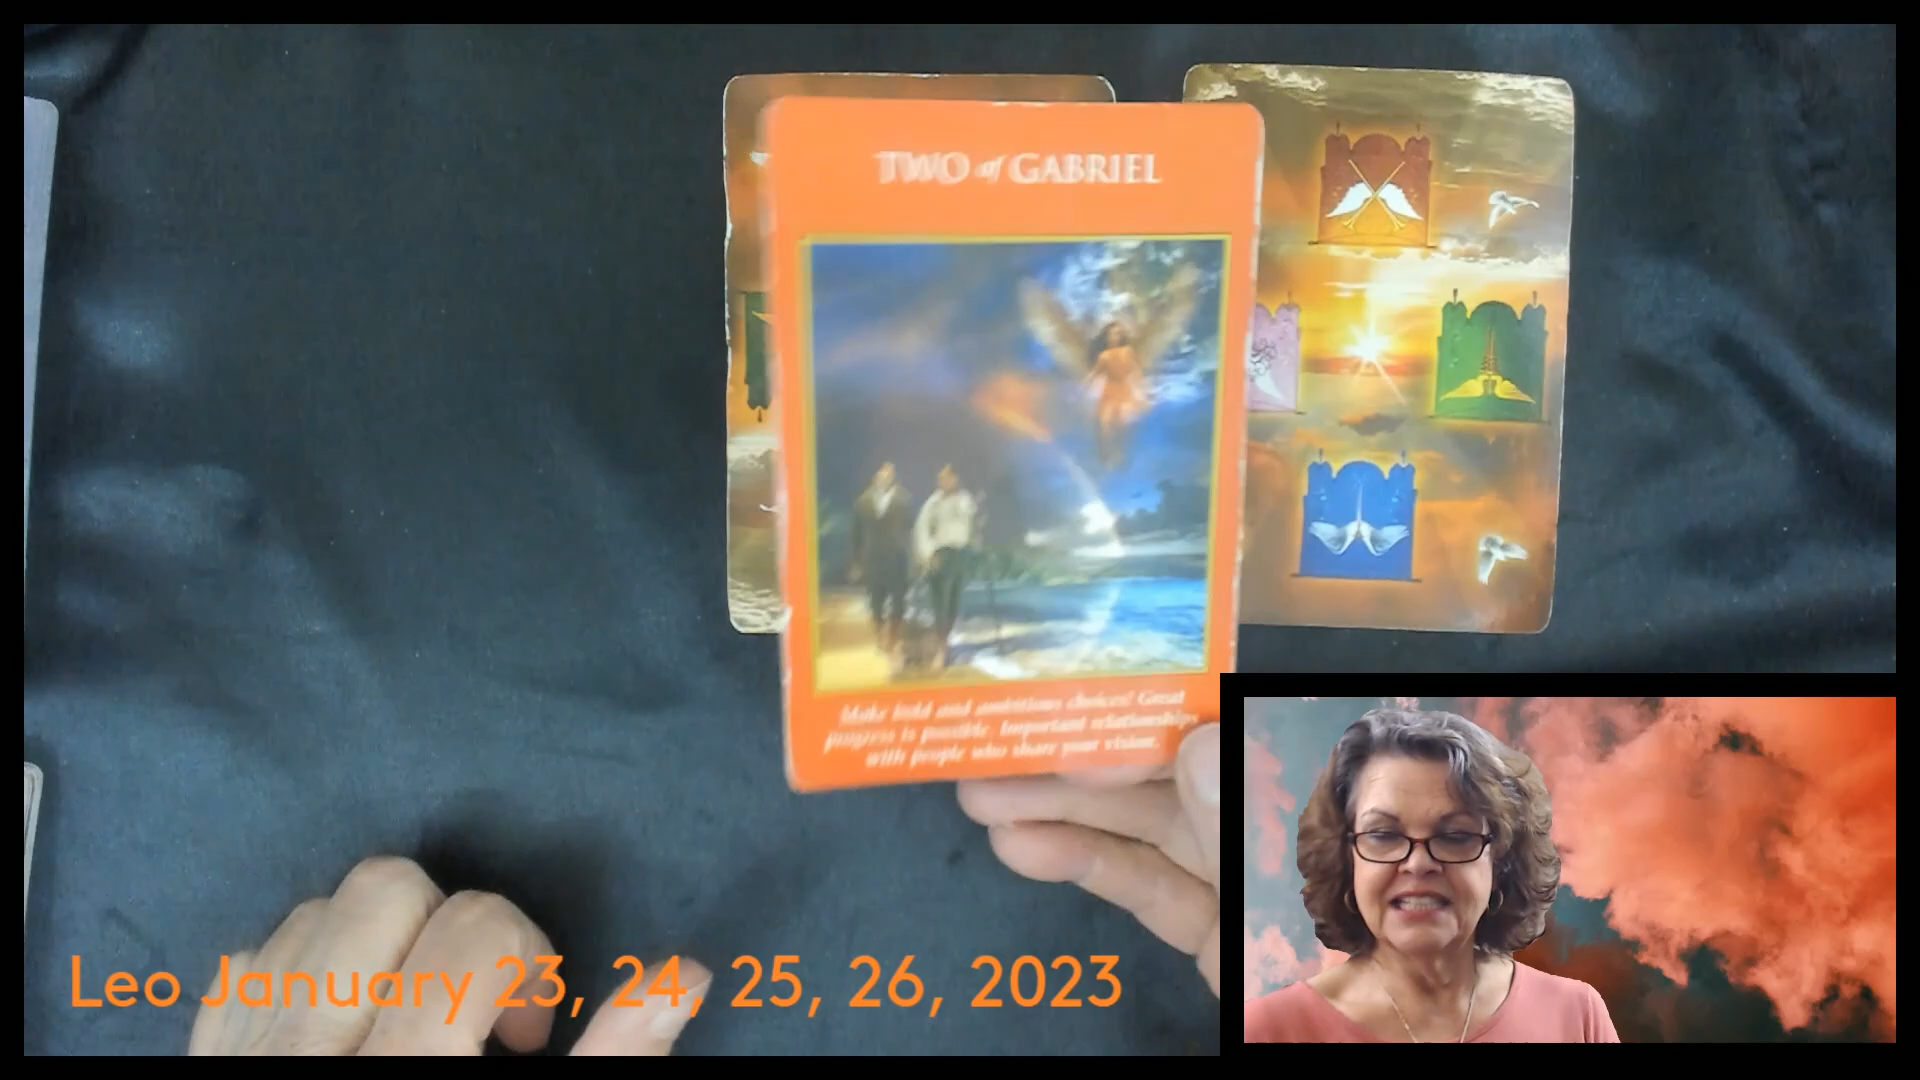 TWO of GABRIEL
Make bold and ambitious choices! Great
progress is possible. Important relationships
with people who share your vision.
Leo January 23, 24, 25, 26, 2023